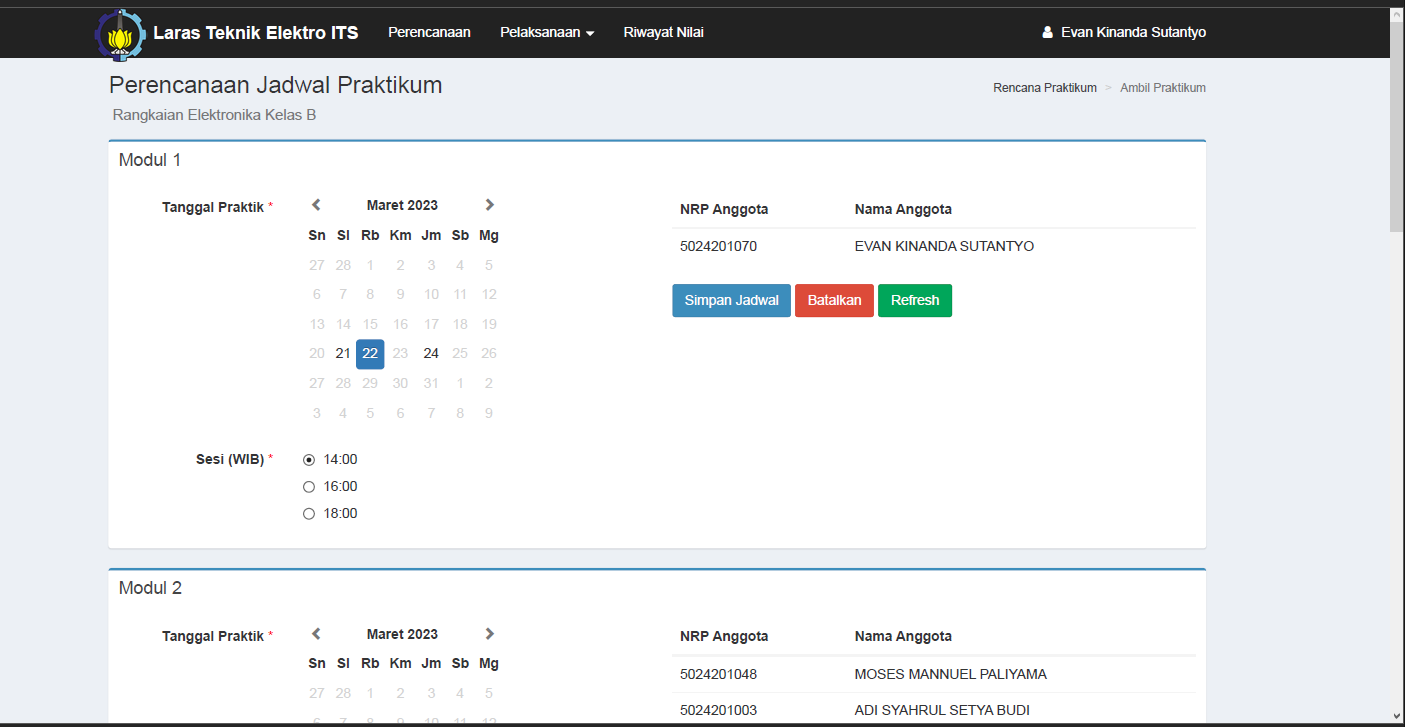 Laras Teknik Elektro ITS Perencanaan Pelaksanaan Riwayat Nilai Evan Kinanda Sutantyo
Perencanaan Jadwal Praktikum
Rencana Praktikum > Ambil Praktikum
Rangkaian Elektronika Kelas B
Modul 1
Tanggal Praktik *
Maret 2023
Sn Sl Rb Km Jm Sb Mg
27 28 1 2 3 4 5
6 7 8 9 10 11 12
13 14 15 16 17 18 19
20 21 22 23 24 25 26
27 28 29 30 31 1 2
3 4 5 6 7 8 9
Sesi (WIB) *
14:00
16:00
18:00
NRP Anggota Nama Anggota
5024201070 EVAN KINANDA SUTANTYO
Simpan Jadwal Batalkan Refresh
Modul 2
Tanggal Praktik *
Maret 2023
Sn Sl Rb Km Jm Sb Mg
27 28 1 2 3 4 5
6 7 8 9 10 11 12
NRP Anggota Nama Anggota
5024201048 MOSES MANNUEL PALIYAMA
5024201003 ADI SYAHRUL SETYA BUDI